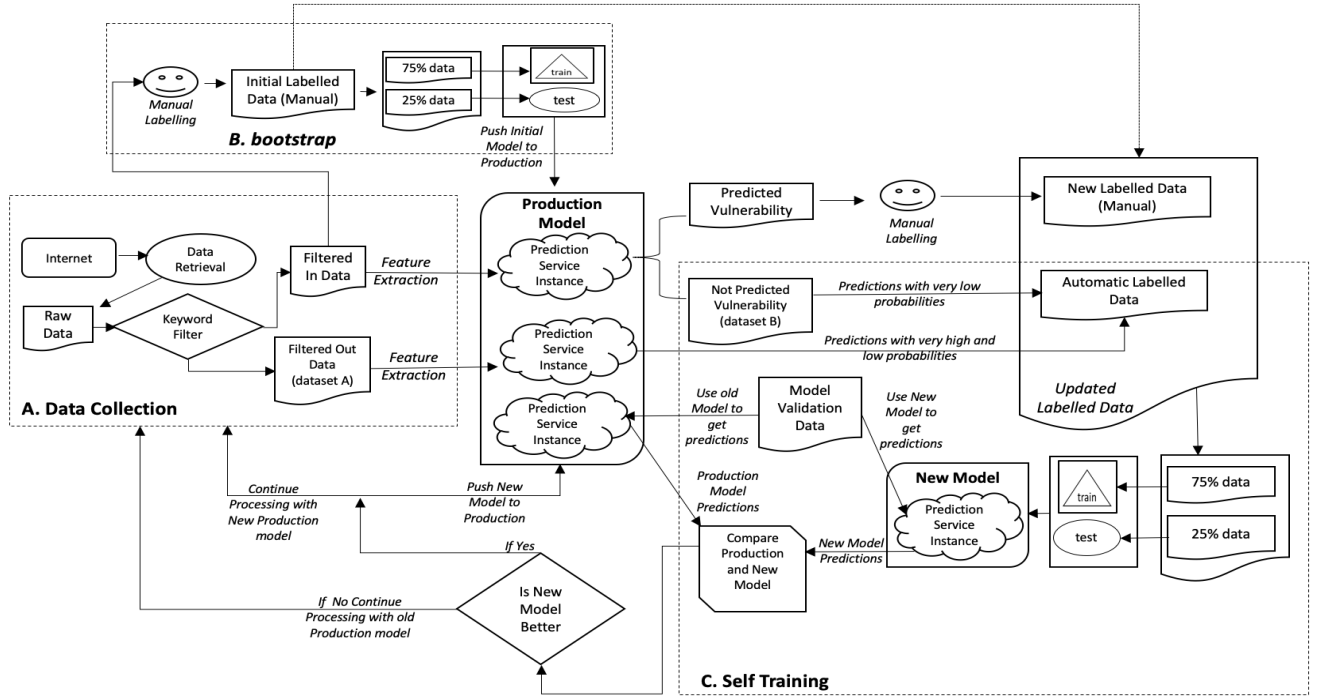 Manual
Labelling
Initial Labelled
Data (Manual)
75% data
25% data
train
test
B. bootstrap
Push Initial
Model to
Production
Internet
Data
Retrieval
Raw
Data
Keyword
Filter
Filtered
In Data
Filtered Out
Data
(dataset A)
Feature
Extraction
Feature
Extraction
A. Data Collection
Production
Model
Prediction
Service
Instance
Prediction
Service
Instance
Prediction
Service
Instance
Predicted
Vulnerability
Manual
Labelling
New Labelled Data
(Manual)
Not Predicted
Vulnerability
(dataset B)
Predictions with very low
probabilities
Automatic Labelled
Data
Predictions with very high and
low probabilities
Updated
Labelled Data
Use old
Model to
get
predictions
Model
Validation
Data
Use New
Model to
get
predictions
Production
Model
Predictions
New Model
Prediction
Service
Instance
train
test
75% data
25% data
New Model
Predictions
Compare
Production
and New
Model
Continue
Processing with
New Production
model
Push New
Model to
Production
If Yes
Is New
Model
Better
If No Continue
Processing with old
Production model
C. Self Training